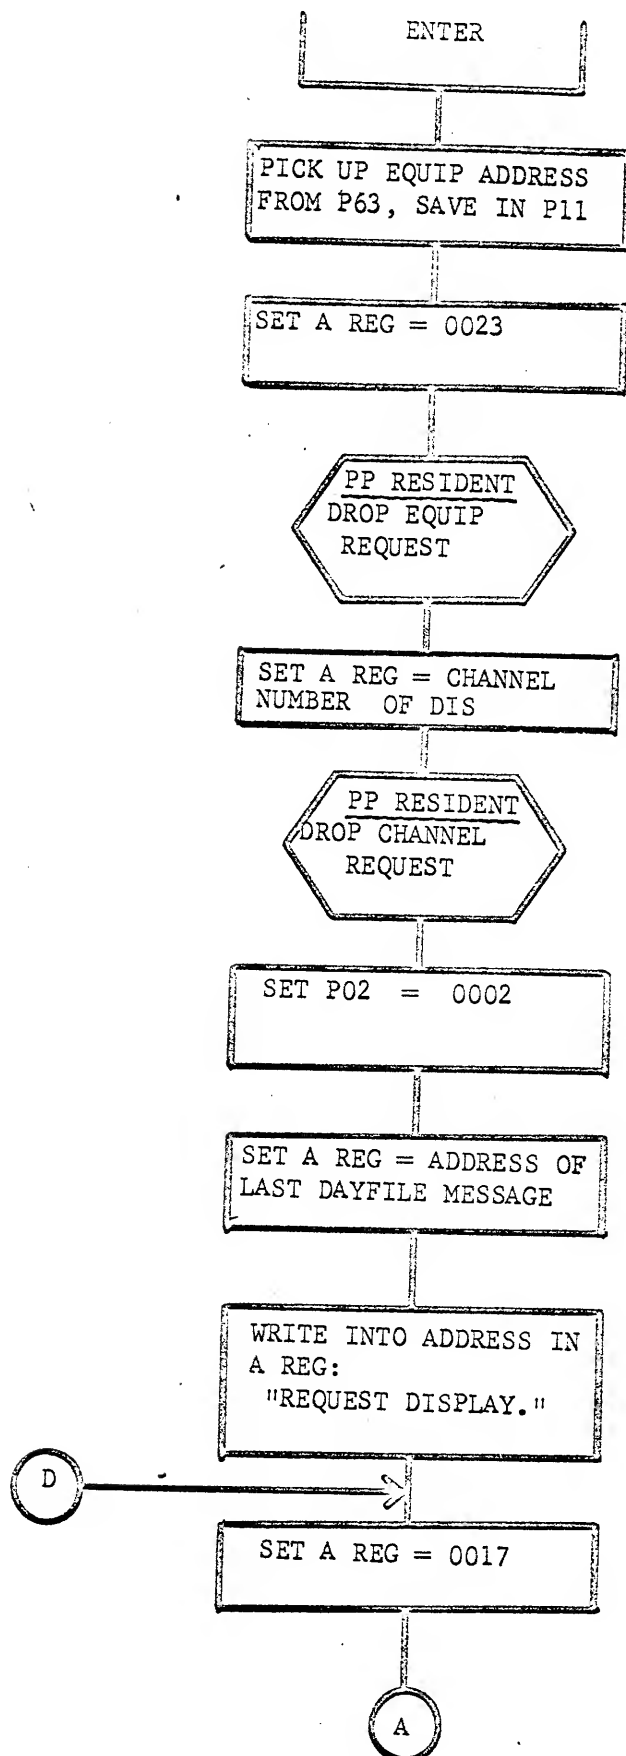 ENTER
PICK UP EQUIP ADDRESS
FROM P63, SAVE IN P11
SET A REG = 0023
PP RESIDENT
DROP EQUIP
REQUEST
SET A REG = CHANNEL
NUMBER OF DIS
PP RESIDENT
DROP CHANNEL
REQUEST
SET P02 = 0002
SET A REG = ADDRESS OF
LAST DAYFILE MESSAGE
WRITE INTO ADDRESS IN
A REG:
"REQUEST DISPLAY."
D
SET A REG = 0017
A